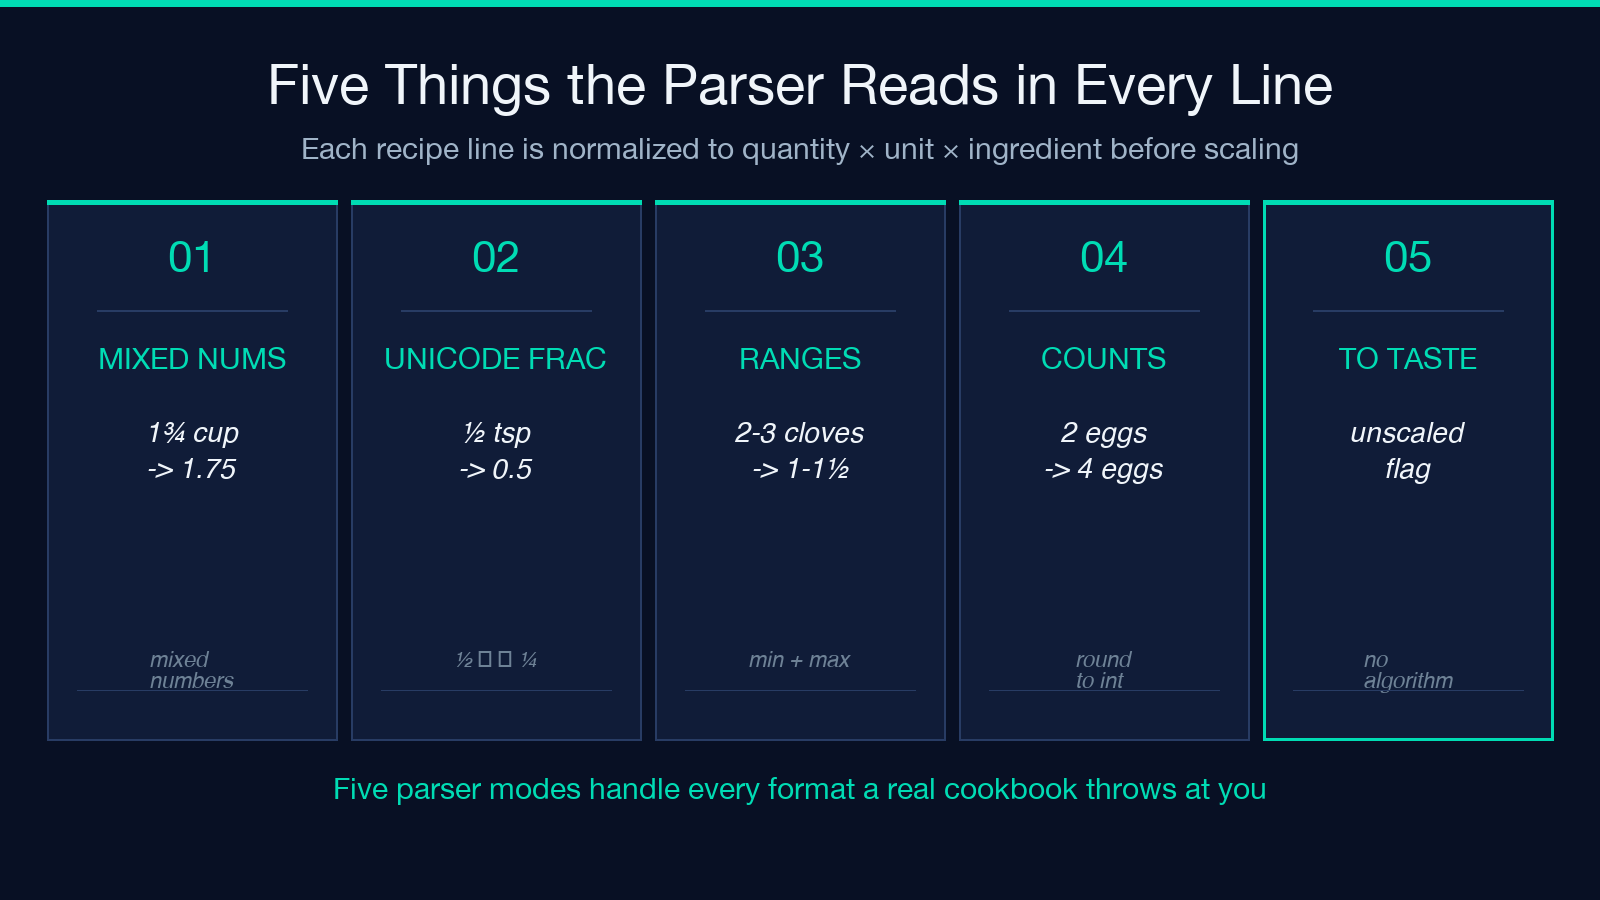 Five Things the Parser Reads in Every Line
Each recipe line is normalized to quantity × unit × ingredient before scaling
01
MIXED NUMS
1¾ cup
-> 1.75
mixed
numbers
02
UNICODE FRAC
½ tsp
-> 0.5
½ □ □ ¼
03
RANGES
2-3 cloves
-> 1-1½
min + max
04
COUNTS
2 eggs
-> 4 eggs
round
to int
05
TO TASTE
unscaled
flag
no
algorithm
Five parser modes handle every format a real cookbook throws at you